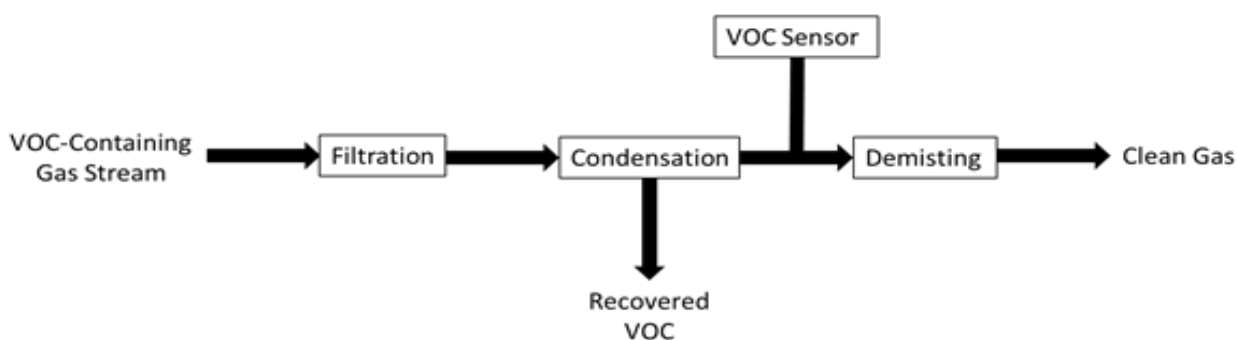 VOC Sensor
VOC-Containing
Gas Stream
Filtration
Condensation
Demisting
Clean Gas
Recovered
VOC